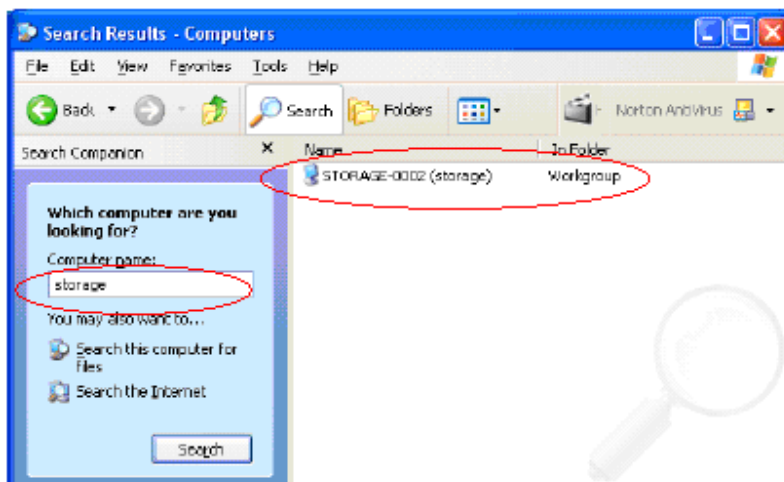 Search Results - Computers
File Edit View Favorites Tools Help
Back Search Folders Norton AntiVirus
Search Companion
Name In Folder
STORAGE-0002 (storage) Workgroup
Which computer are you
looking for?
Computer name:
storage
You may also want to...
Search this computer for
files
Search the Internet
Search